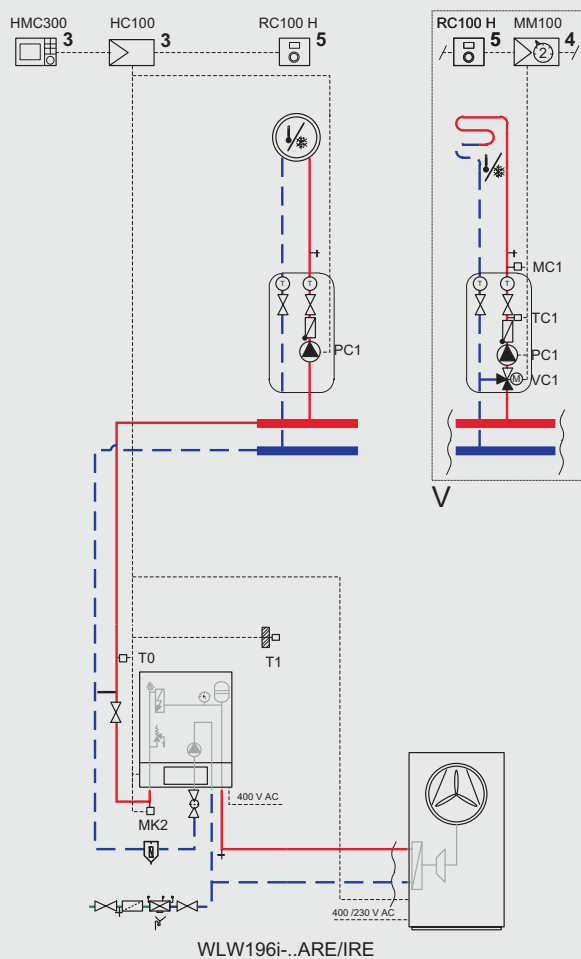 HMC300 3
HC100 3
RC100 H 5
RC100 H 5
MM100 4
2
MC1
T T
T T
TC1
PC1
PC1
M VC1
V
T0
T1
400 V AC
MK2
400 /230 V AC
WLW196i-..ARE/IRE